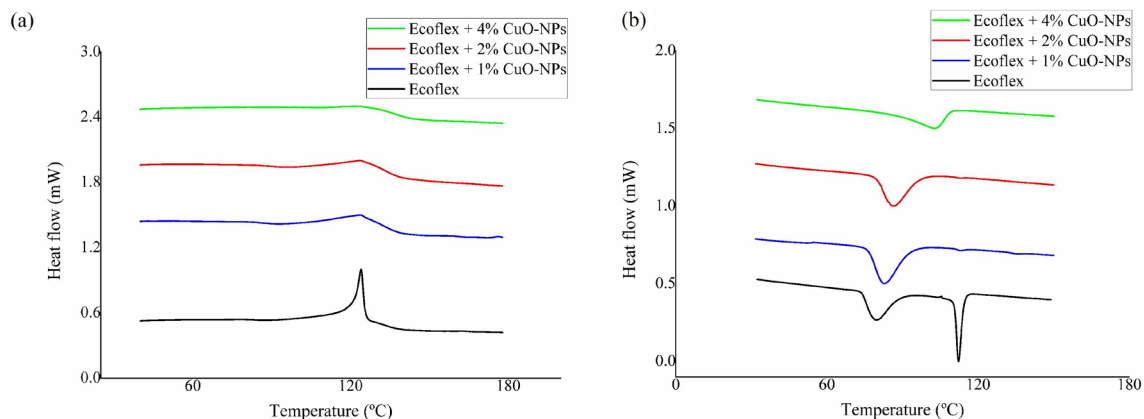 (a)
Ecoflex + 4% CuO-NPs
Ecoflex + 2% CuO-NPs
Ecoflex + 1% CuO-NPs
Ecoflex
3.0
2.4
1.8
1.2
0.6
0.0
Heat flow (mW)
60
120
180
Temperature (ºC)
(b)
Ecoflex + 4% CuO-NPs
Ecoflex + 2% CuO-NPs
Ecoflex + 1% CuO-NPs
Ecoflex
2.0
1.5
1.0
0.5
0.0
Heat flow (mW)
0
60
120
180
Temperature (ºC)